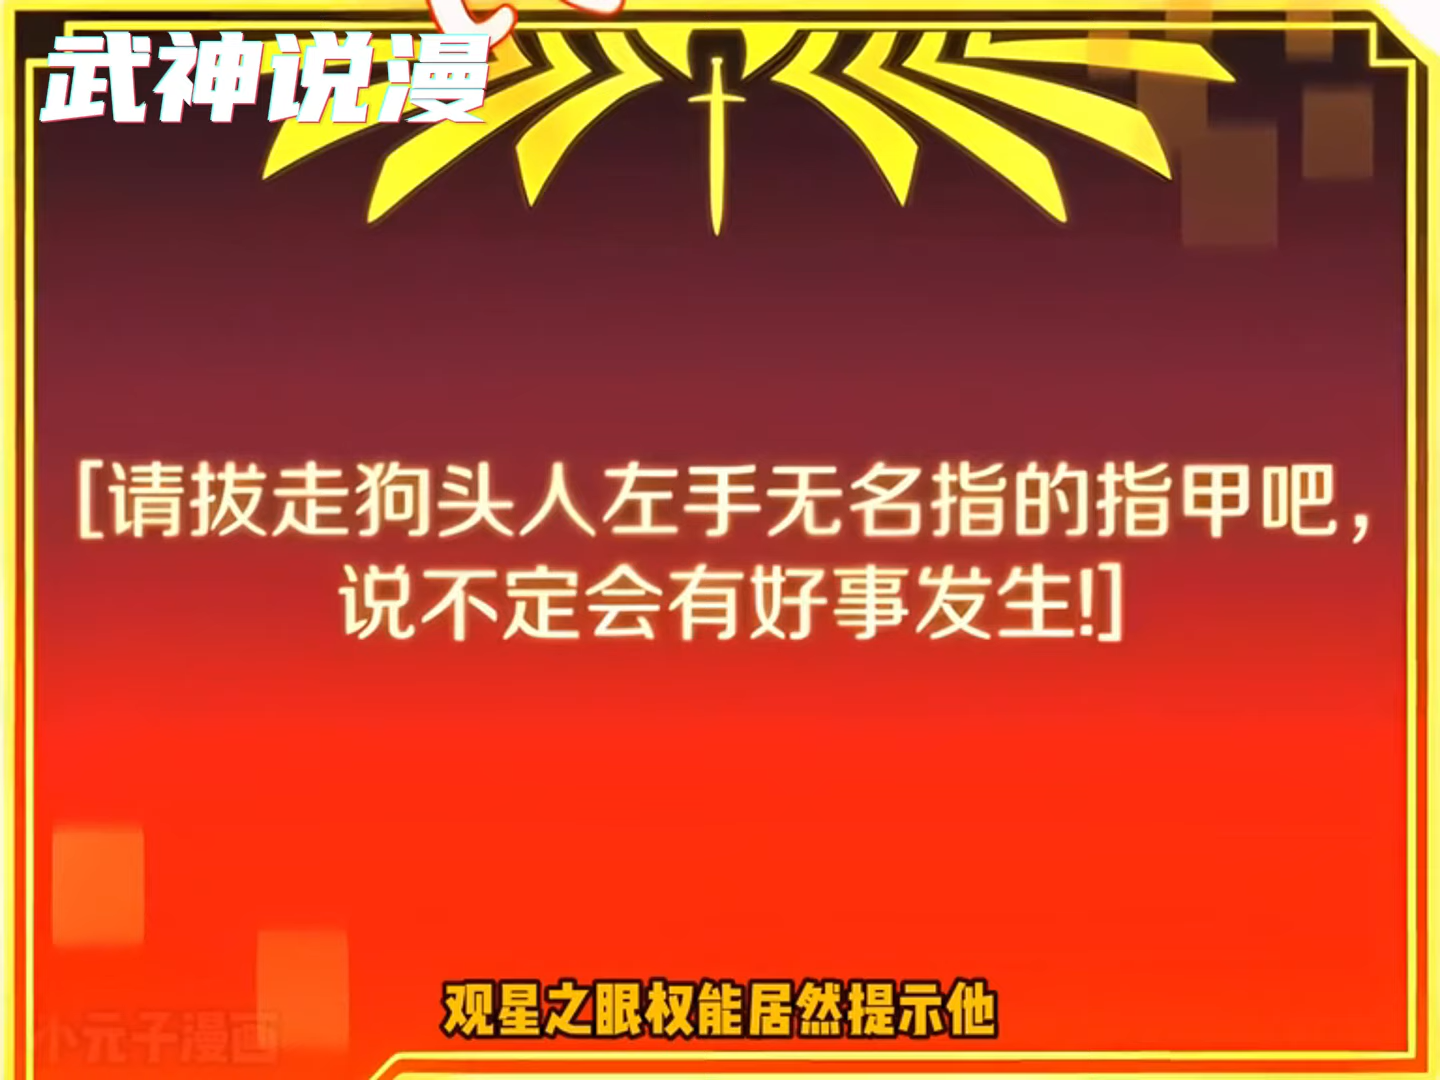 武神说漫
[请拔走狗头人左手无名指的指甲吧，
说不定会有好事发生!]
观星之眼权能居然提示他
小元子漫画